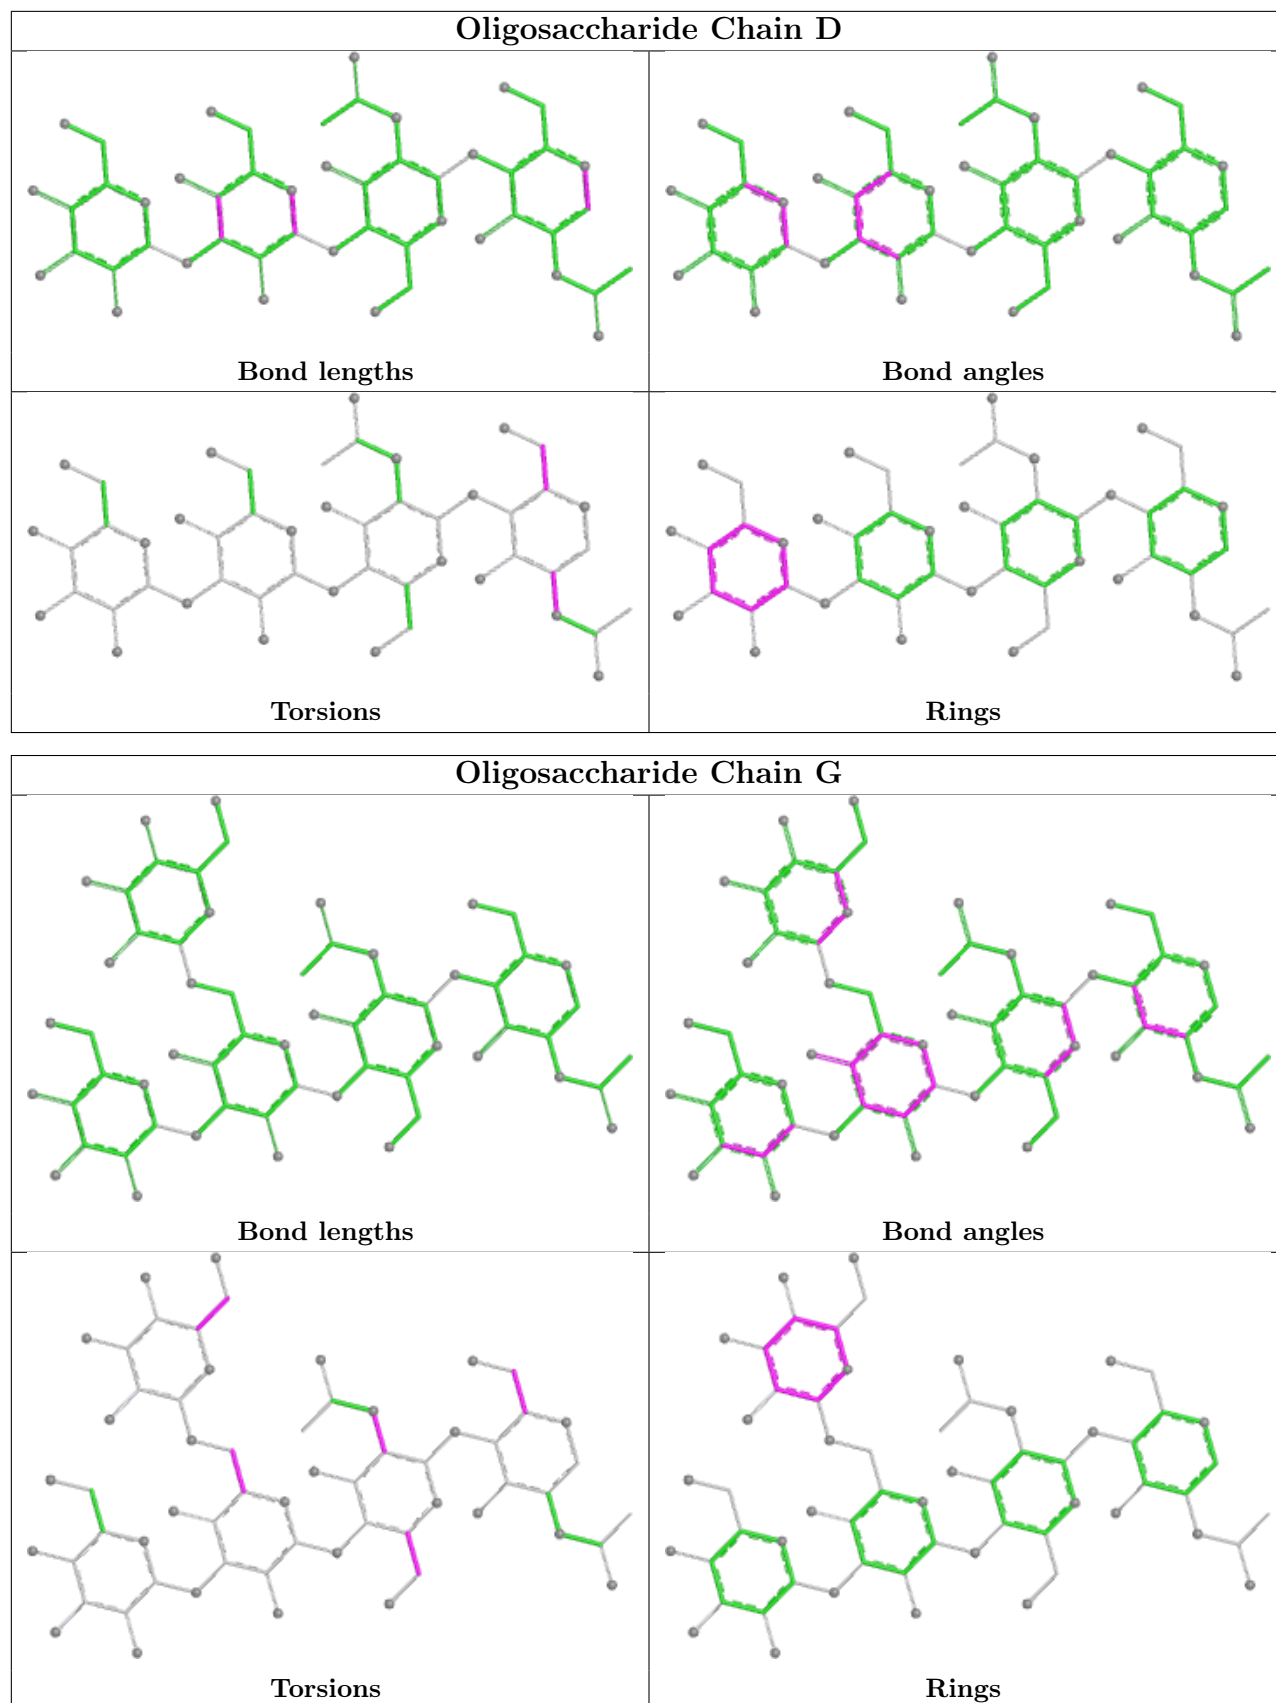 Oligosaccharide Chain D
Bond lengths
Bond angles
Torsions
Rings
Oligosaccharide Chain G
Bond lengths
Bond angles
Torsions
Rings